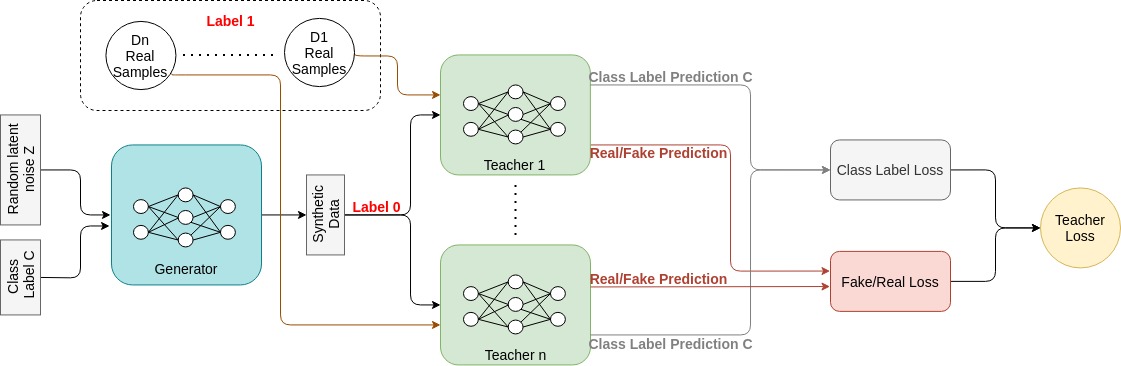 Label 1
Dn
Real
Samples
D1
Real
Samples
Random latent
noise Z
Class
Label C
Generator
Synthetic
Data
Label 0
Class Label Prediction C
Real/Fake Prediction
Teacher 1
Real/Fake Prediction
Class Label Prediction C
Teacher n
Class Label Loss
Fake/Real Loss
Teacher
Loss